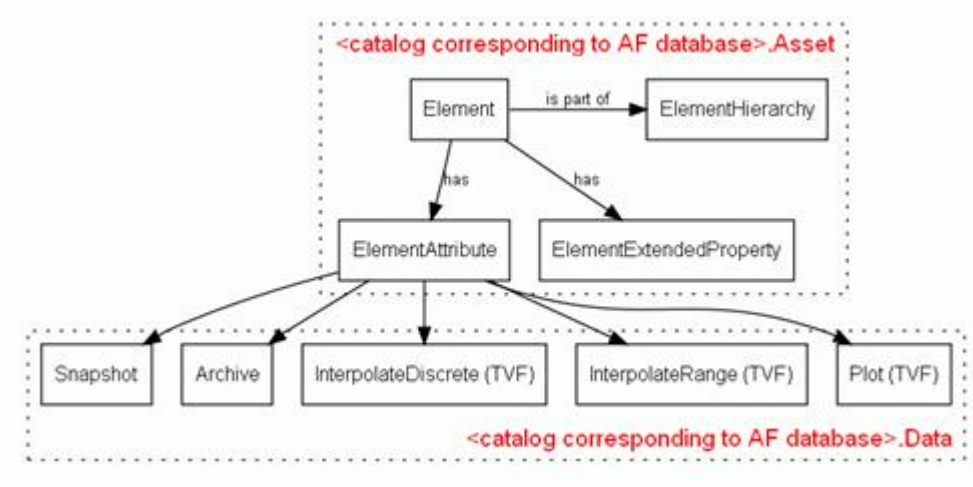 <catalog corresponding to AF database>.Asset
Element
is part of
ElementHierarchy
has
has
ElementAttribute
ElementExtendedProperty
Snapshot
Archive
InterpolateDiscrete (TVF)
InterpolateRange (TVF)
Plot (TVF)
<catalog corresponding to AF database>.Data